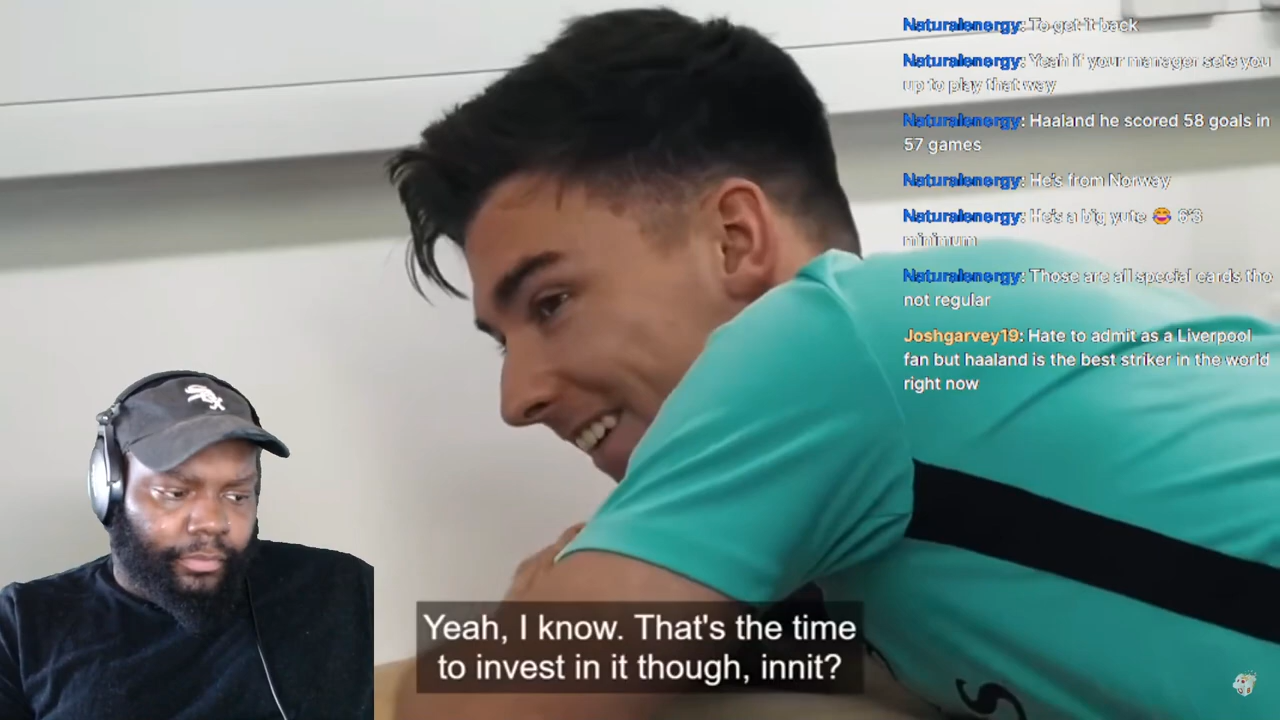 Naturalenergy: To get it back
Naturalenergy: Yeah if your manager sets you
up to play that way
Naturalenergy: Haaland he scored 58 goals in
57 games
Naturalenergy: He's from Norway
Naturalenergy: He's a big yute 😂 6'3
minimum
Naturalenergy: Those are all special cards tho
not regular
Joshgarvey19: Hate to admit as a Liverpool
fan but haaland is the best striker in the world
right now
Yeah, I know. That's the time
to invest in it though, innit?